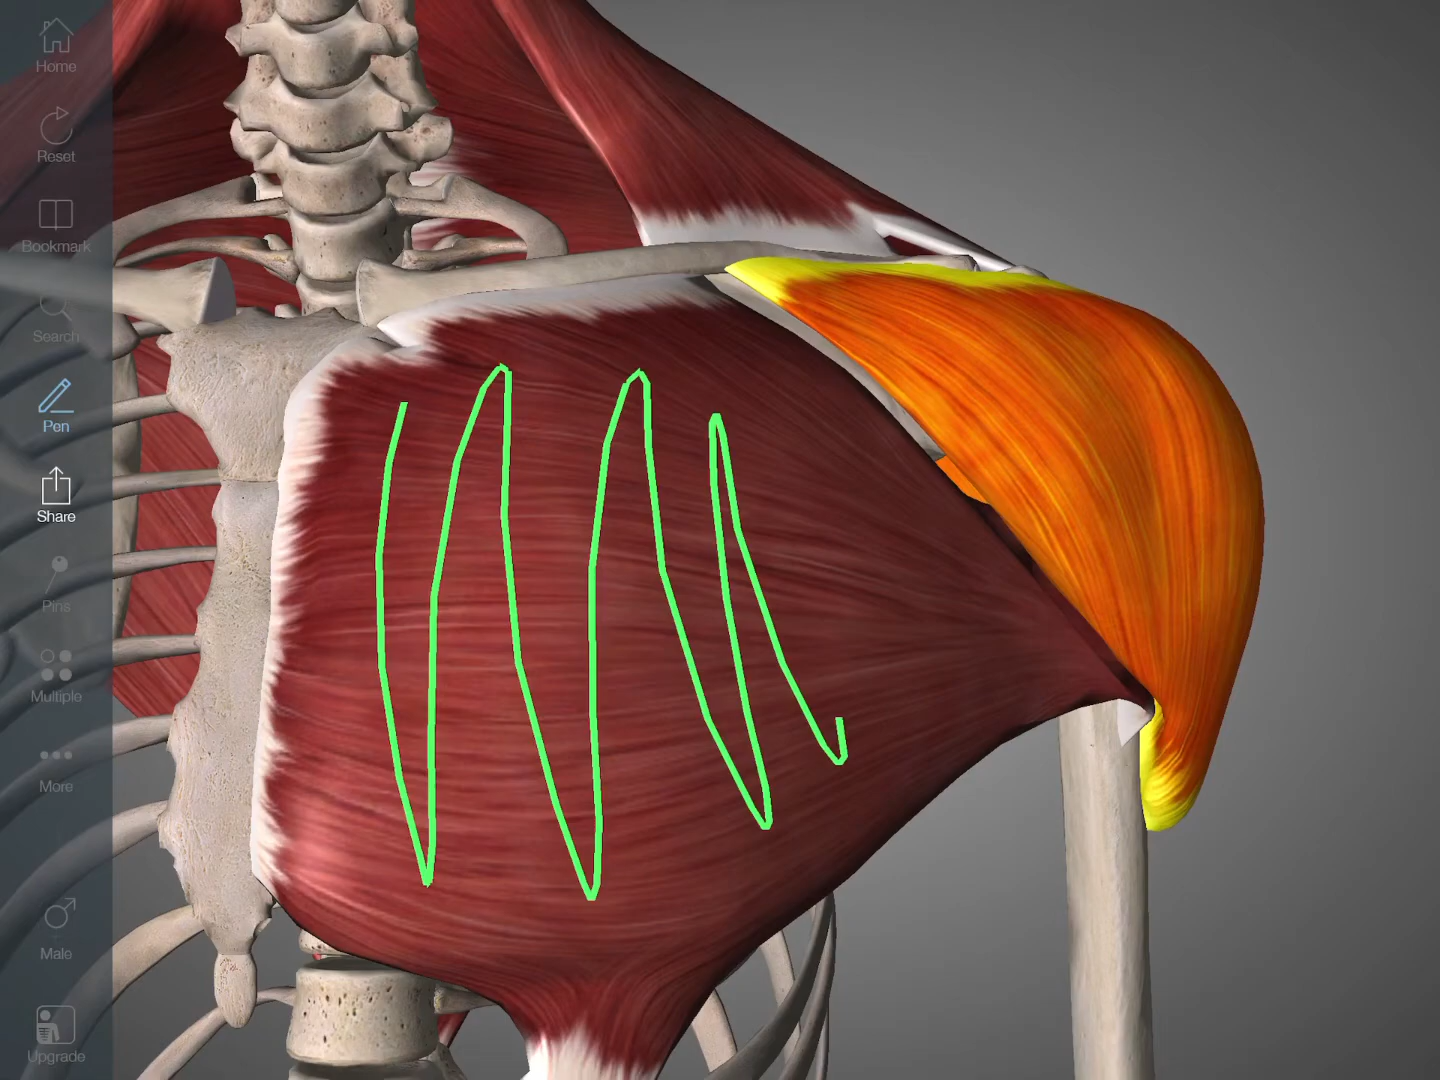 Home
Reset
Bookmark
Search
Pen
Share
Pins
Multiple
More
Male
Upgrade